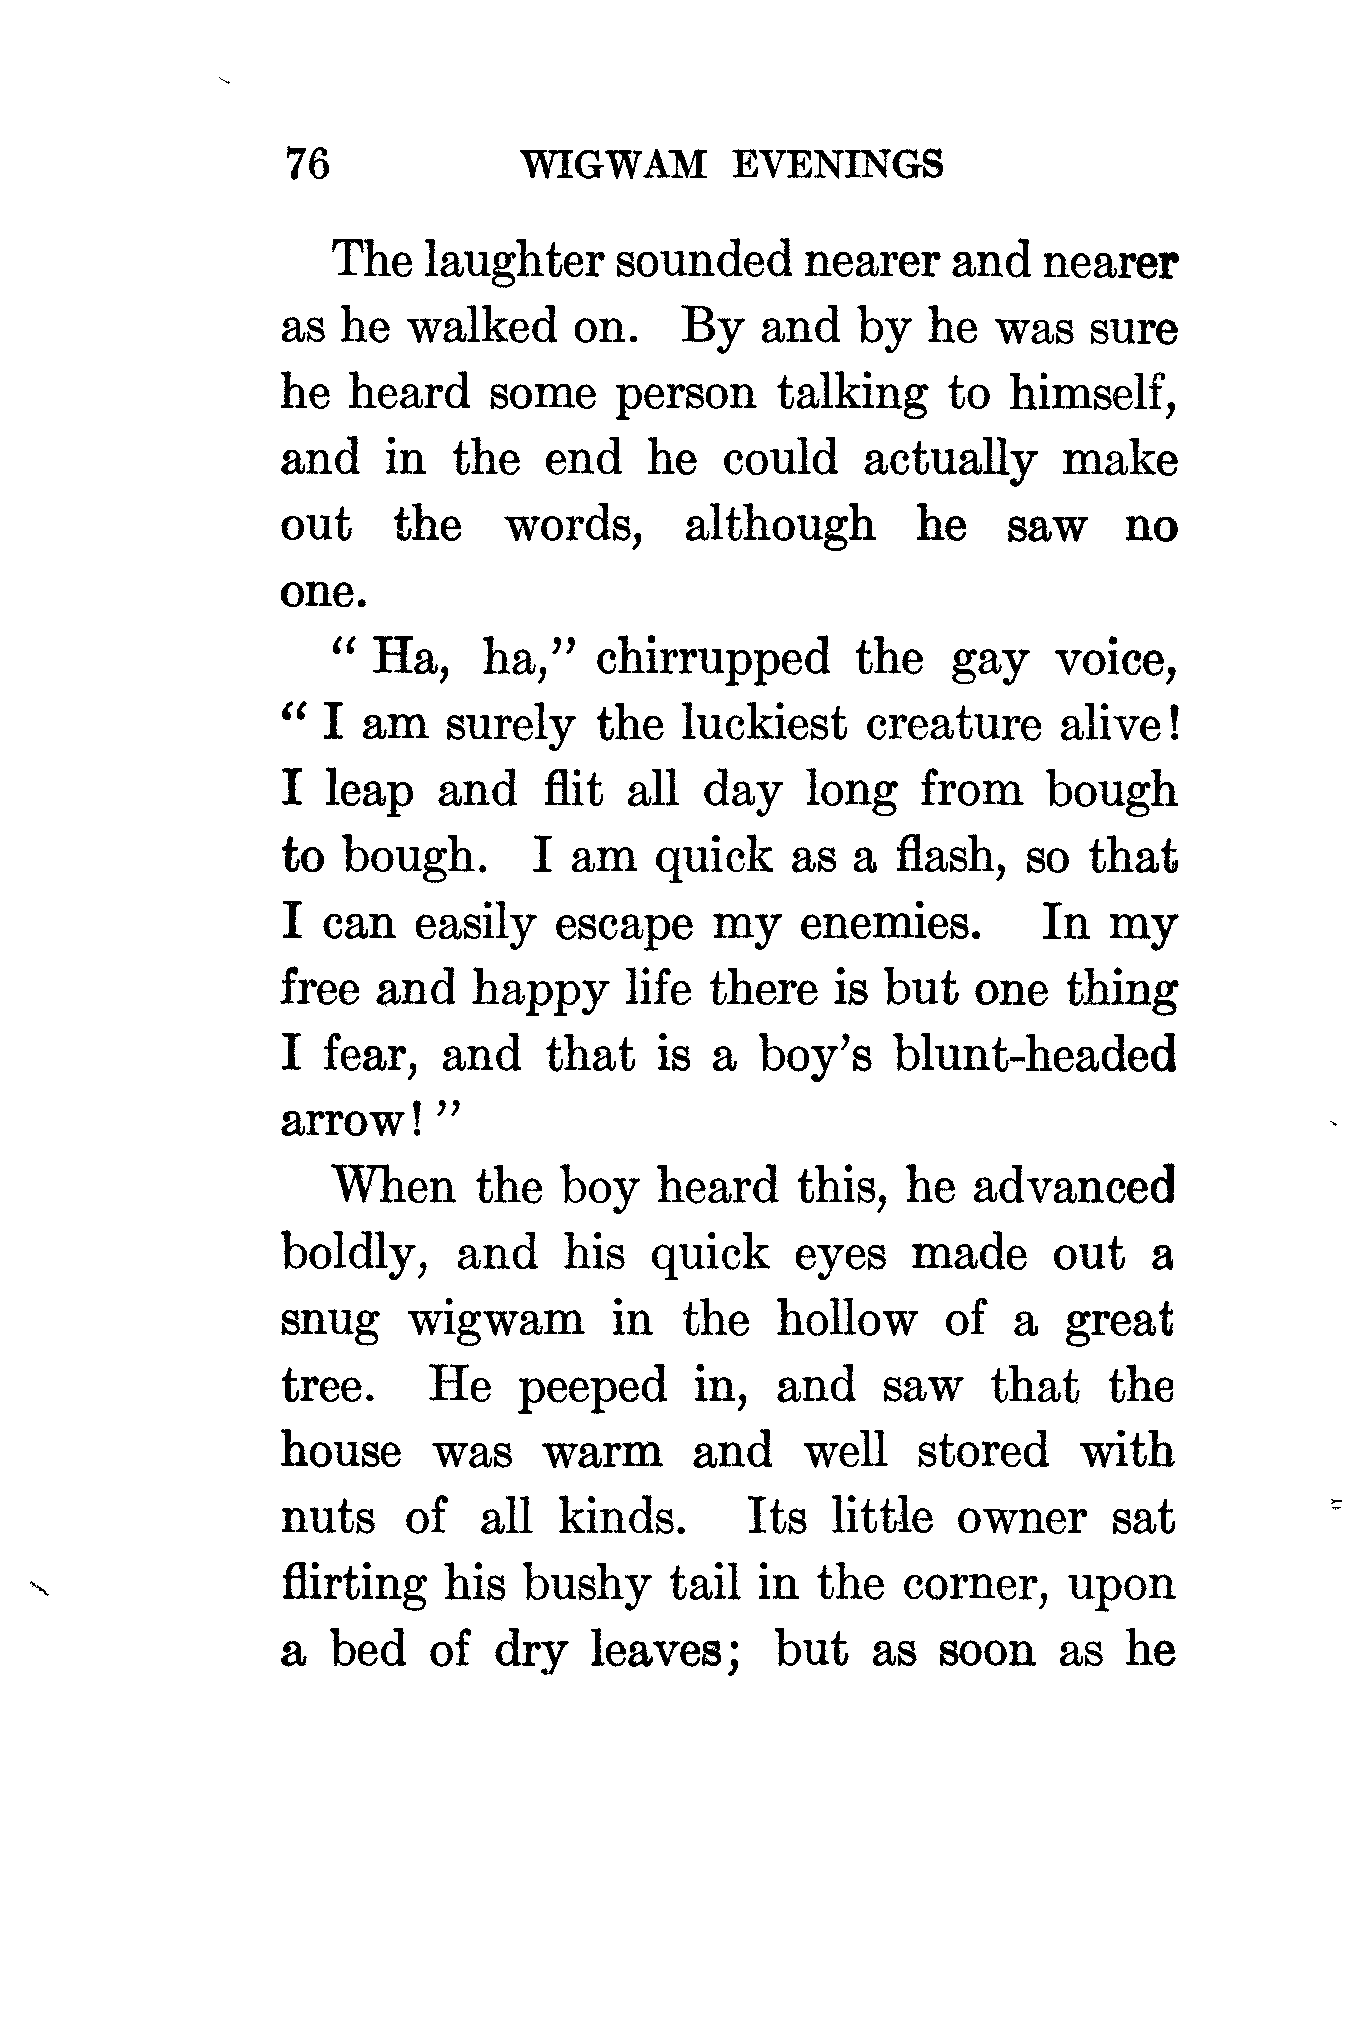 76 WIGWAM EVENINGS
The laughter sounded nearer and nearer
as he walked on. By and by he was sure
he heard some person talking to himself,
and in the end he could actually make
out the words, although he saw no
one.
“ Ha, ha,” chirrupped the gay voice,
“ I am surely the luckiest creature alive!
I leap and flit all day long from bough
to bough. I am quick as a flash, so that
I can easily escape my enemies. In my
free and happy life there is but one thing
I fear, and that is a boy’s blunt-headed
arrow! ”
When the boy heard this, he advanced
boldly, and his quick eyes made out a
snug wigwam in the hollow of a great
tree. He peeped in, and saw that the
house was warm and well stored with
nuts of all kinds. Its little owner sat
flirting his bushy tail in the corner, upon
a bed of dry leaves; but as soon as he